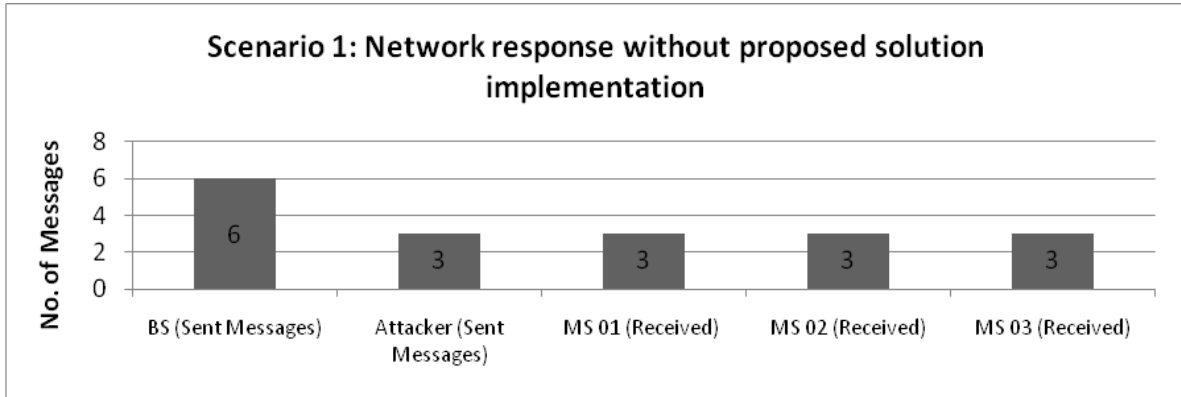 Scenario 1: Network response without proposed solution
implementation
No. of Messages
8
6
4
2
0
6
3
3
3
3
BS (Sent Messages)
Attacker (Sent
Messages)
MS 01 (Received)
MS 02 (Received)
MS 03 (Received)